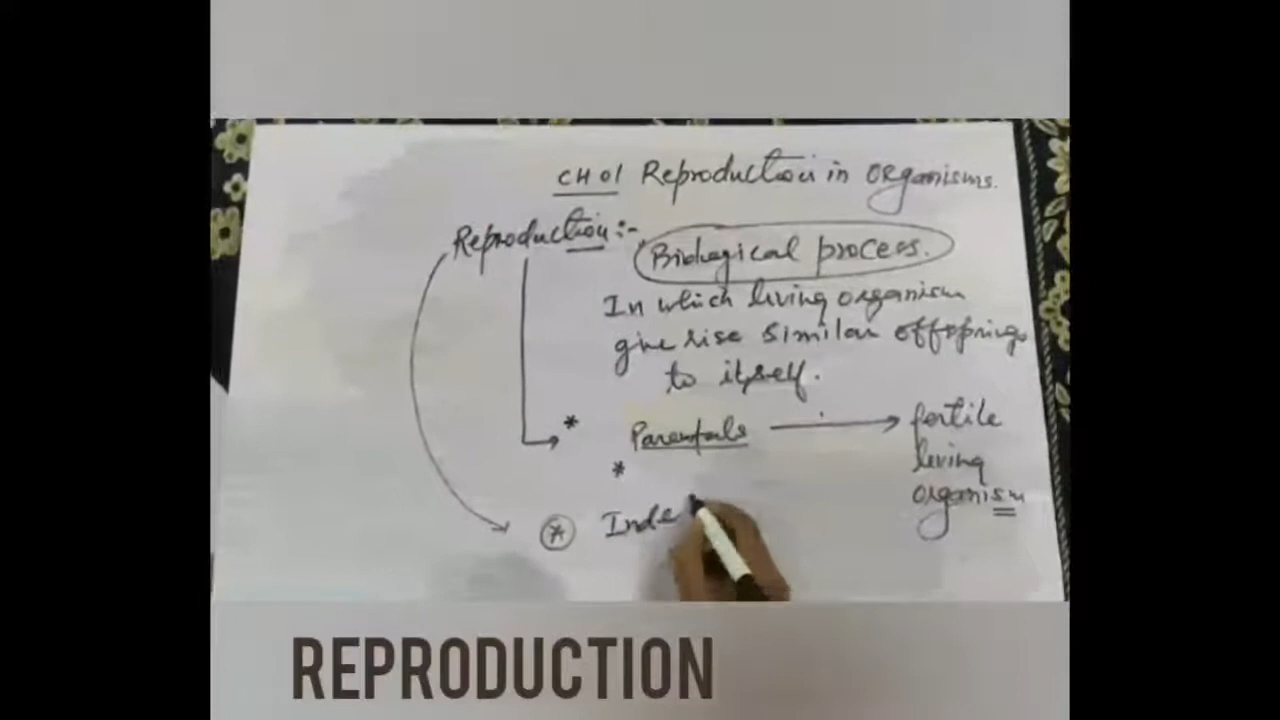 CH 01 Reproduction in ORganisms.
Reproduction :-
Biological process.
In which living organism
give rise similar offsprings
to itself.
* Parentals → fertile
living
organism
*
* Inde
REPRODUCTION